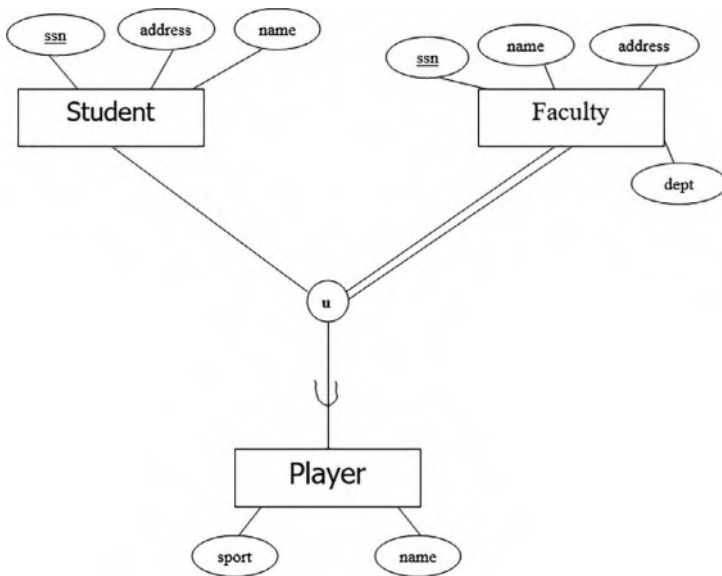 ssn
address
name
Student
ssn
name
address
Faculty
dept
u
Player
sport
name